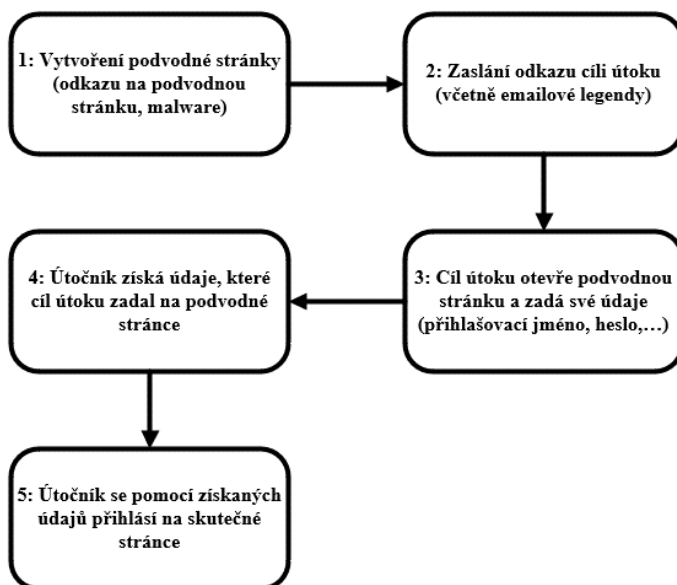 1: Vytvoření podvodné stránky
(odkazu na podvodnou
stránku, malware)
2: Zaslání odkazu cíli útoku
(včetně emailové legendy)
3: Cíl útoku otevře podvodnou
stránku a zadá své údaje
(přihlašovací jméno, heslo,…)
4: Útočník získá údaje, které
cíl útoku zadal na podvodné
stránce
5: Útočník se pomocí získaných
údajů přihlásí na skutečné
stránce